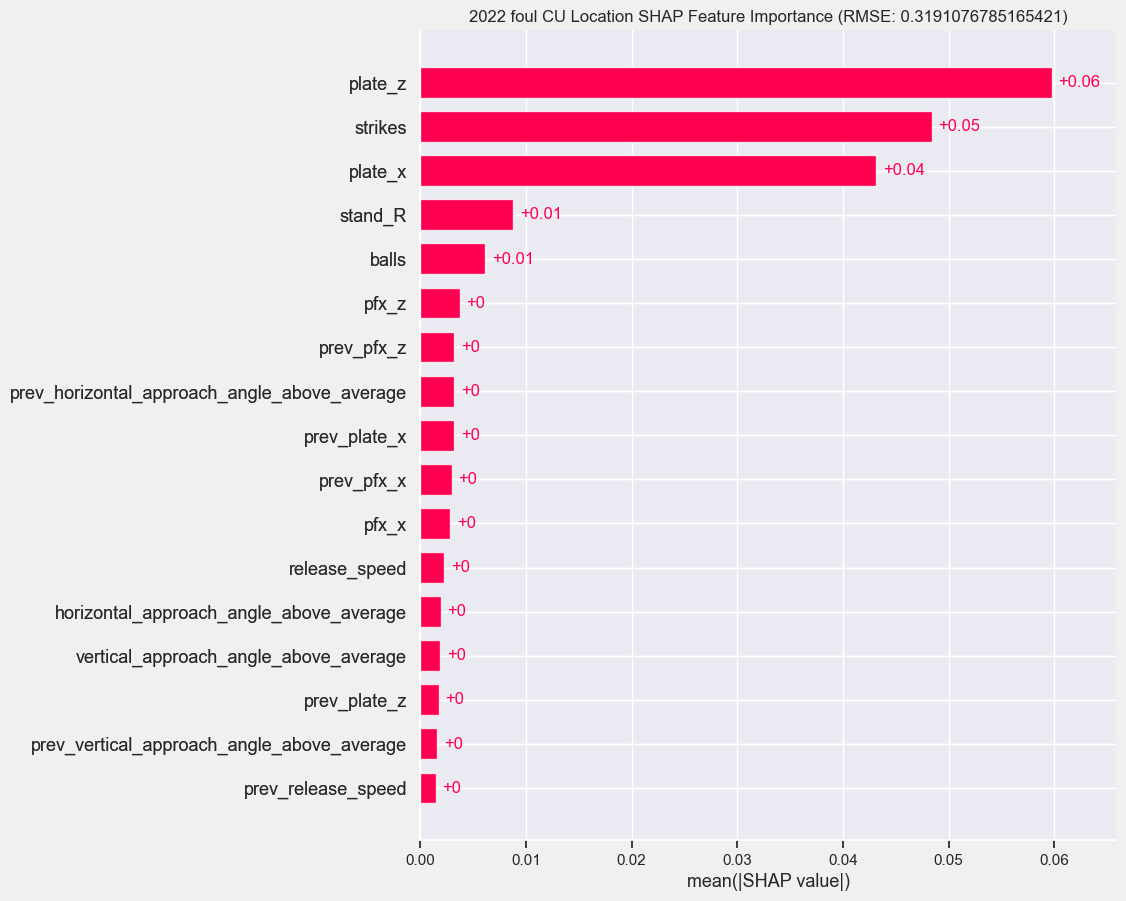 2022 foul CU Location SHAP Feature Importance (RMSE: 0.3191076785165421)
plate_z +0.06
strikes +0.05
plate_x +0.04
stand_R +0.01
balls +0.01
pfx_z +0
prev_pfx_z +0
prev_horizontal_approach_angle_above_average +0
prev_plate_x +0
prev_pfx_x +0
pfx_x +0
release_speed +0
horizontal_approach_angle_above_average +0
vertical_approach_angle_above_average +0
prev_plate_z +0
prev_vertical_approach_angle_above_average +0
prev_release_speed +0
0.00 0.01 0.02 0.03 0.04 0.05 0.06
mean(|SHAP value|)